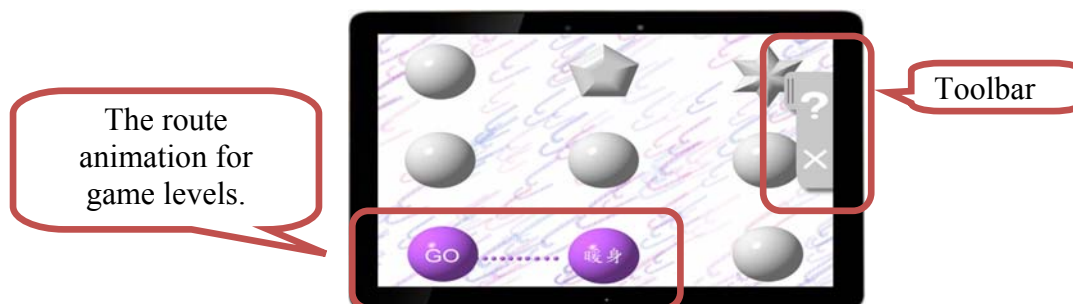 The route
animation for
game levels.
Toolbar
?
×
GO
暖身